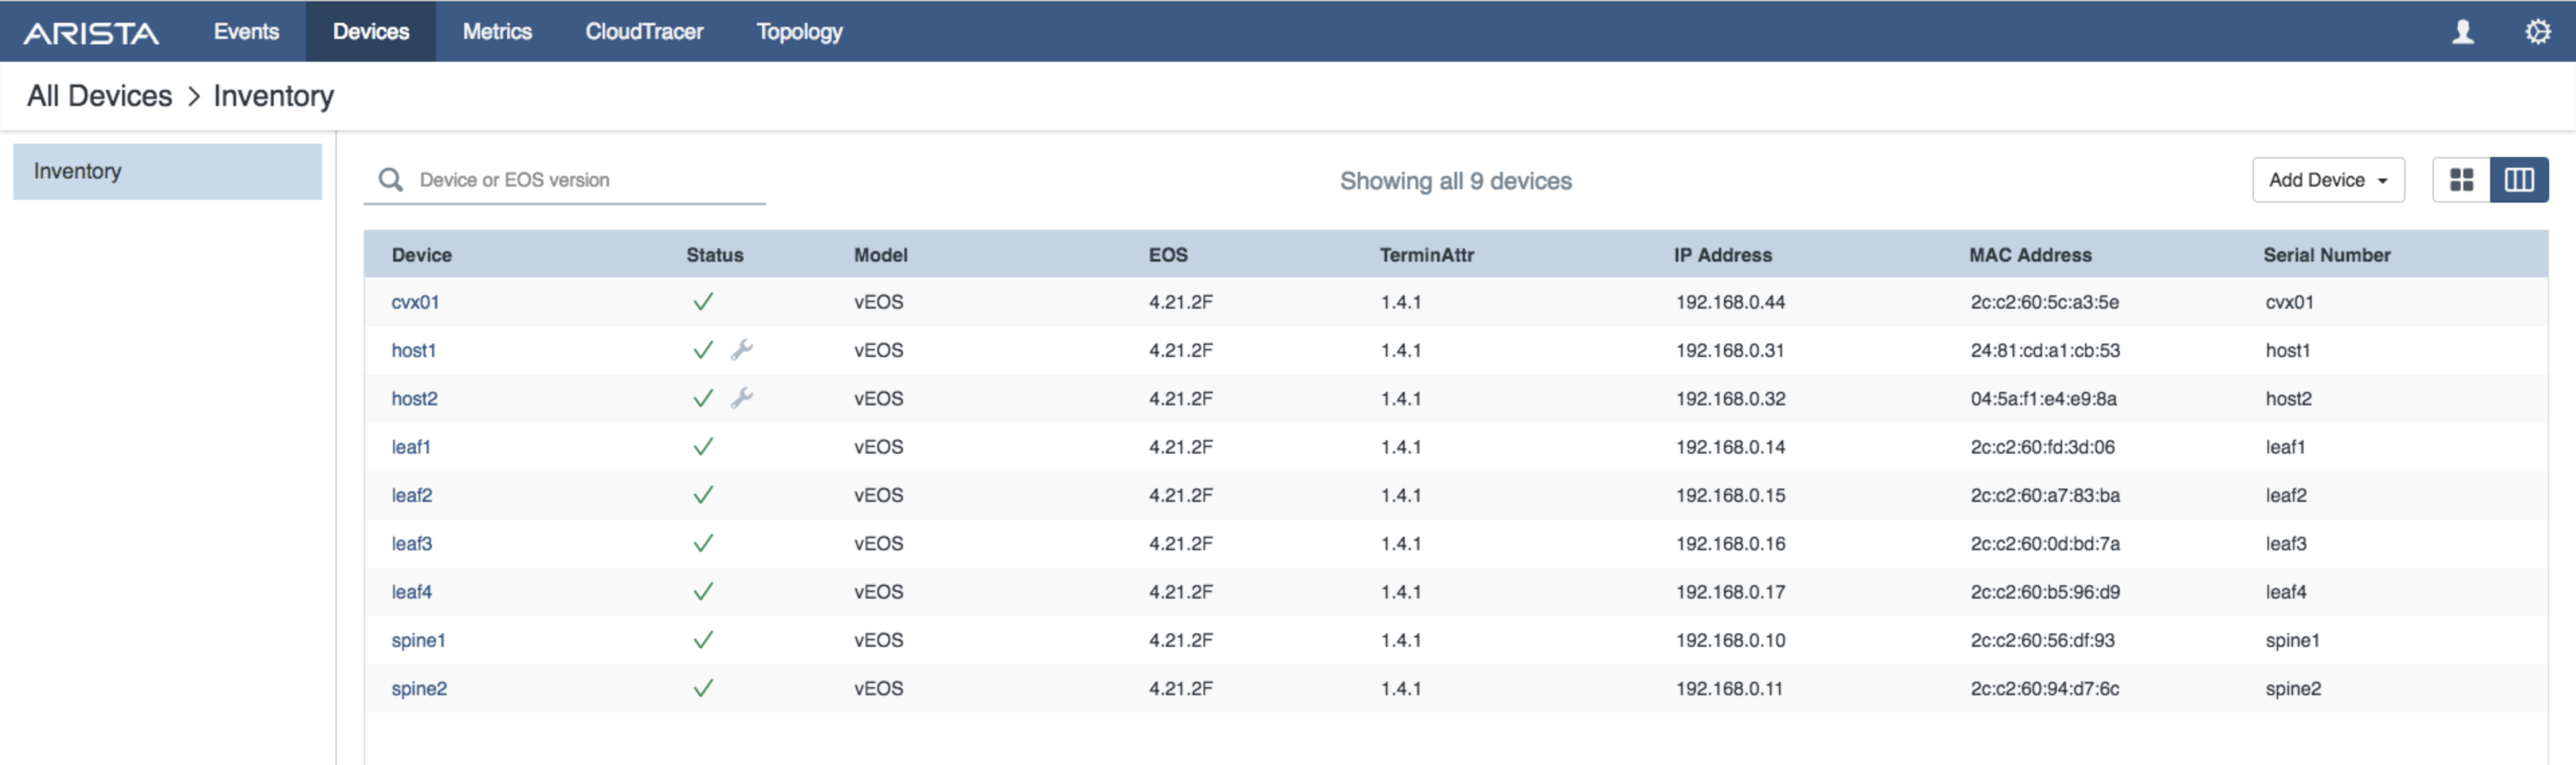 ARISTA Events Devices Metrics CloudTracer Topology
All Devices > Inventory
Inventory
Device or EOS version Showing all 9 devices Add Device
Device Status Model EOS TerminAttr IP Address MAC Address Serial Number
cvx01 vEOS 4.21.2F 1.4.1 192.168.0.44 2c:c2:60:5c:a3:5e cvx01
host1 vEOS 4.21.2F 1.4.1 192.168.0.31 24:81:cd:a1:cb:53 host1
host2 vEOS 4.21.2F 1.4.1 192.168.0.32 04:5a:f1:e4:e9:8a host2
leaf1 vEOS 4.21.2F 1.4.1 192.168.0.14 2c:c2:60:fd:3d:06 leaf1
leaf2 vEOS 4.21.2F 1.4.1 192.168.0.15 2c:c2:60:a7:83:ba leaf2
leaf3 vEOS 4.21.2F 1.4.1 192.168.0.16 2c:c2:60:0d:bd:7a leaf3
leaf4 vEOS 4.21.2F 1.4.1 192.168.0.17 2c:c2:60:b5:96:d9 leaf4
spine1 vEOS 4.21.2F 1.4.1 192.168.0.10 2c:c2:60:56:df:93 spine1
spine2 vEOS 4.21.2F 1.4.1 192.168.0.11 2c:c2:60:94:d7:6c spine2